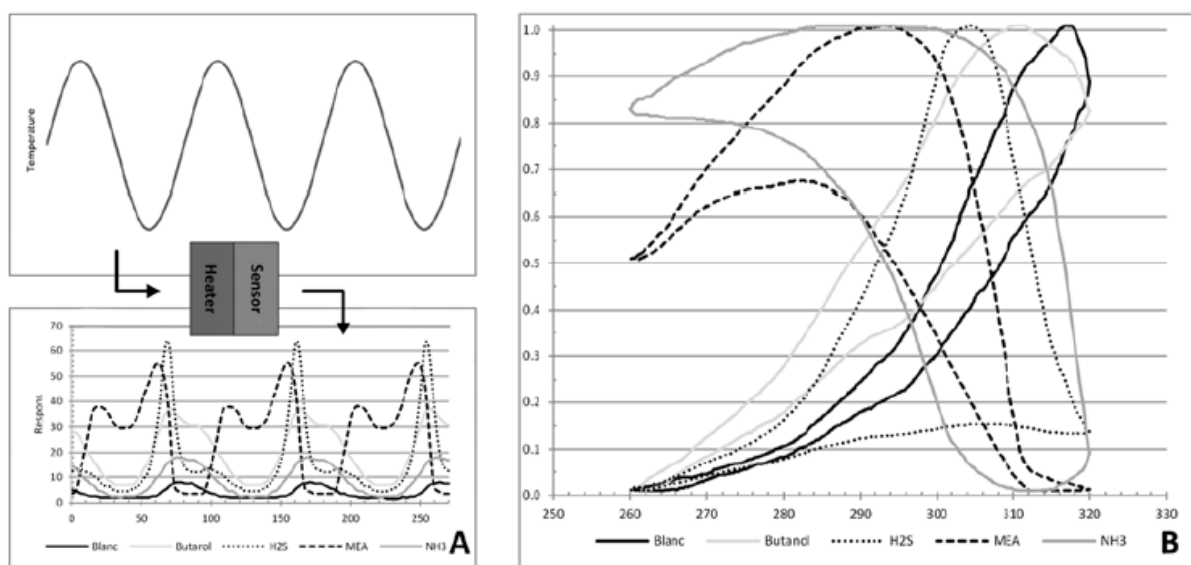 Temperature
Heater
Sensor
Respons
70
60
50
40
30
20
10
0
0
50
100
150
200
250
Blanc
Butanol
H2S
MEA
NH3
A
1.0
0.9
0.8
0.7
0.6
0.5
0.4
0.3
0.2
0.1
0.0
250
260
270
280
290
300
310
320
330
Blanc
Butanol
H2S
MEA
NH3
B